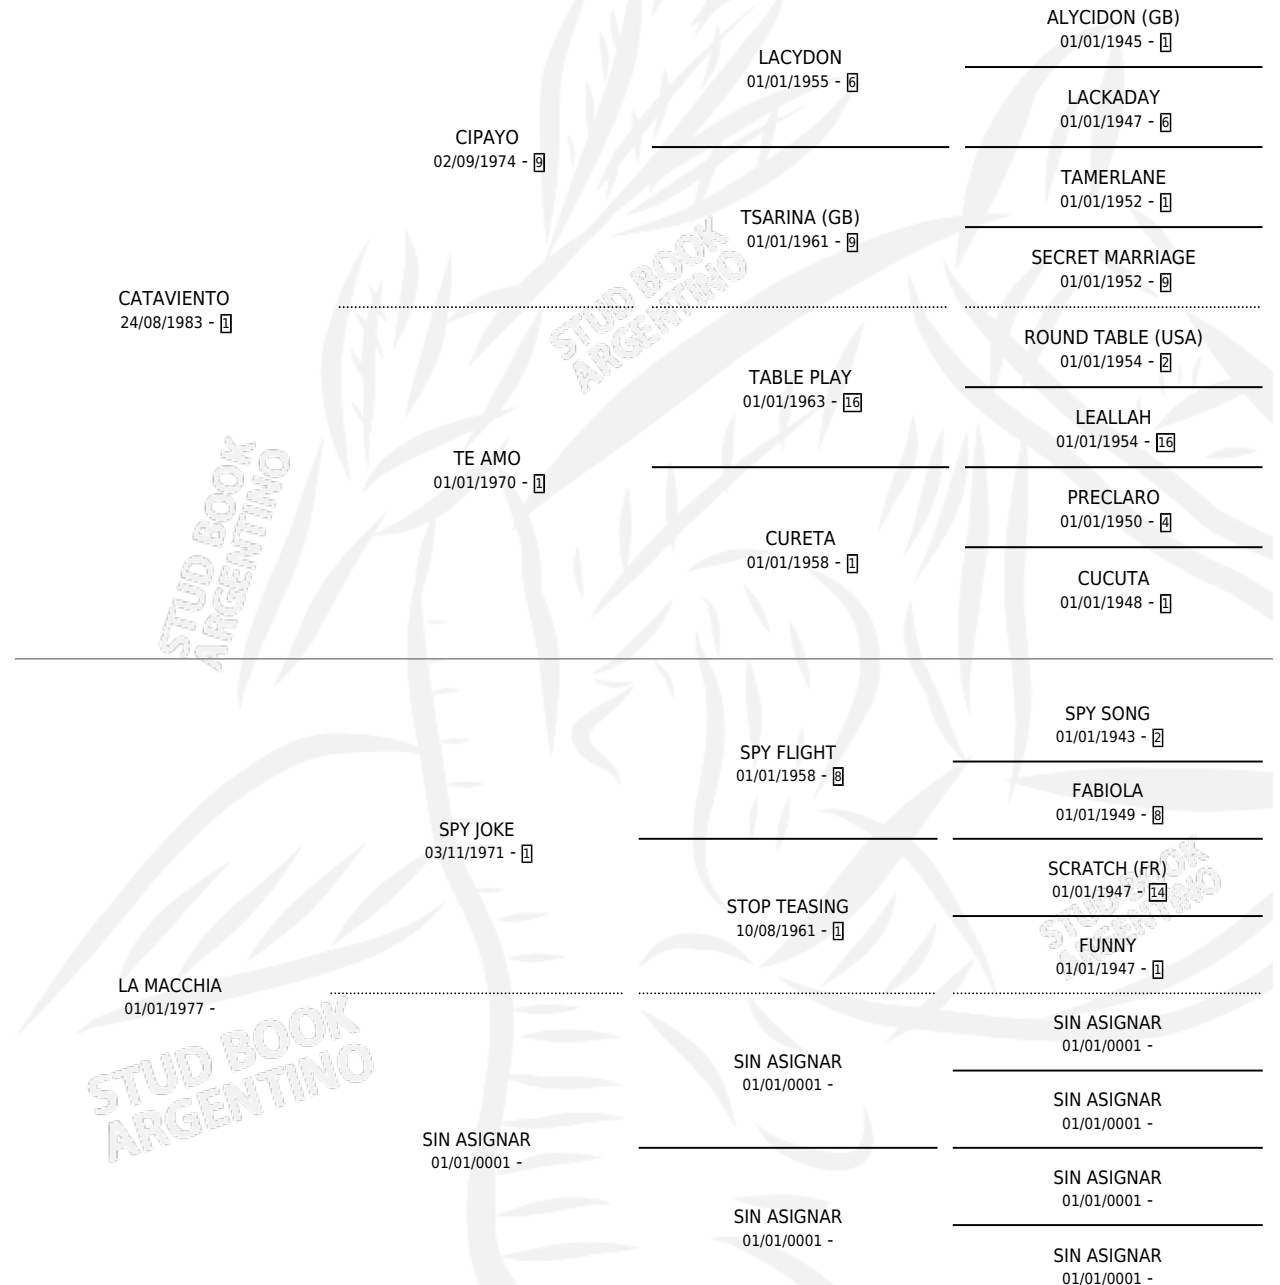 ALYCIDON (GB)
01/01/1945 - 1
LACYDON
01/01/1955 - 6
LACKADAY
01/01/1947 - 6
CIPAYO
02/09/1974 - 9
TAMERLANE
01/01/1952 - 1
TSARINA (GB)
01/01/1961 - 9
SECRET MARRIAGE
01/01/1952 - 9
CATAVIENTO
24/08/1983 - 1
ROUND TABLE (USA)
01/01/1954 - 2
TABLE PLAY
01/01/1963 - 16
LEALLAH
01/01/1954 - 16
TE AMO
01/01/1970 - 1
PRECLARO
01/01/1950 - 4
CURETA
01/01/1958 - 1
CUCUTA
01/01/1948 - 1
SPY SONG
01/01/1943 - 2
SPY FLIGHT
01/01/1958 - 8
FABIOLA
01/01/1949 - 8
SPY JOKE
03/11/1971 - 1
SCRATCH (FR)
01/01/1947 - 14
STOP TEASING
10/08/1961 - 1
FUNNY
01/01/1947 - 1
LA MACCHIA
01/01/1977 -
SIN ASIGNAR
01/01/0001 -
SIN ASIGNAR
01/01/0001 -
SIN ASIGNAR
01/01/0001 -
SIN ASIGNAR
01/01/0001 -
SIN ASIGNAR
01/01/0001 -
SIN ASIGNAR
01/01/0001 -
SIN ASIGNAR
01/01/0001 -
STUD BOOK
ARGENTINO
STUD BOOK
ARGENTINO
STUD BOOK
ARGENTINO
STUD BOOK
ARGENTINO